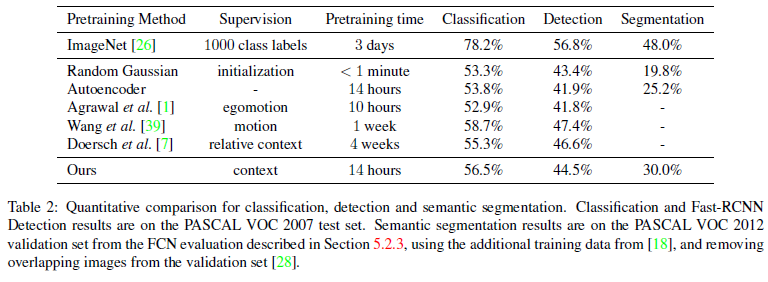 Pretraining Method Supervision Pretraining time Classification Detection Segmentation
ImageNet [26] 1000 class labels 3 days 78.2% 56.8% 48.0%
Random Gaussian initialization < 1 minute 53.3% 43.4% 19.8%
Autoencoder - 14 hours 53.8% 41.9% 25.2%
Agrawal et al. [1] egomotion 10 hours 52.9% 41.8% -
Wang et al. [39] motion 1 week 58.7% 47.4% -
Doersch et al. [7] relative context 4 weeks 55.3% 46.6% -
Ours context 14 hours 56.5% 44.5% 30.0%
Table 2: Quantitative comparison for classification, detection and semantic segmentation. Classification and Fast-RCNN
Detection results are on the PASCAL VOC 2007 test set. Semantic segmentation results are on the PASCAL VOC 2012
validation set from the FCN evaluation described in Section 5.2.3, using the additional training data from [18], and removing
overlapping images from the validation set [28].